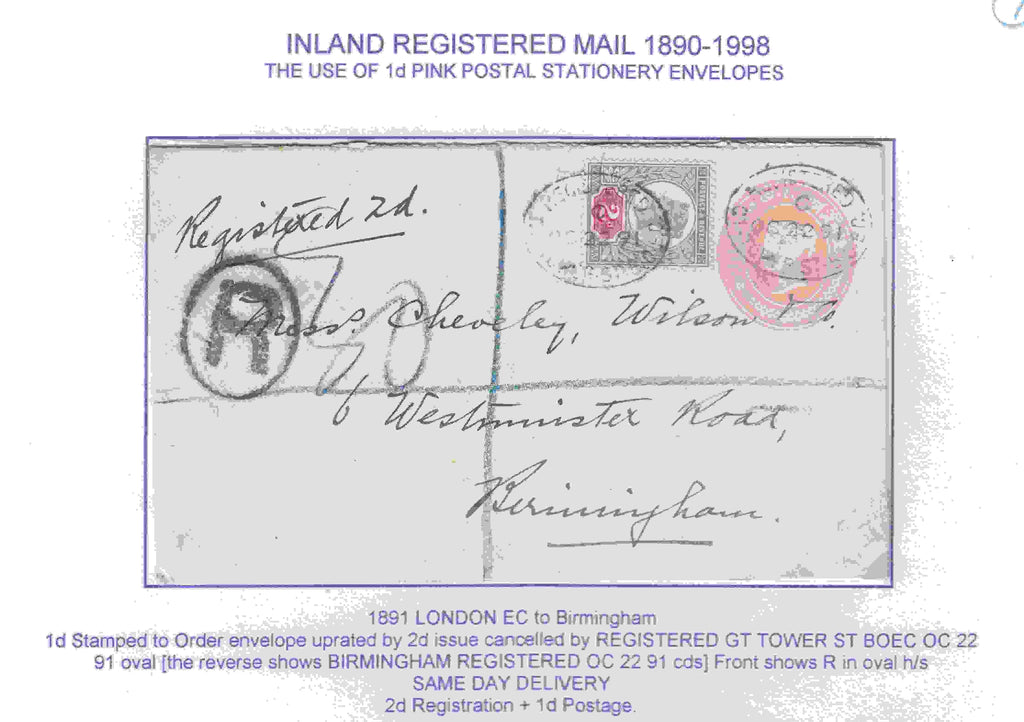 INLAND REGISTERED MAIL 1890-1998
THE USE OF 1d PINK POSTAL STATIONERY ENVELOPES
Registered 2d.
R
Messrs. Cheveley, Wilson & Co.
6 Westminister Road,
Birmingham.
1891 LONDON EC to Birmingham
1d Stamped to Order envelope uprated by 2d issue cancelled by REGISTERED GT TOWER ST BOEC OC 22
91 oval [the reverse shows BIRMINGHAM REGISTERED OC 22 91 cds] Front shows R in oval h/s
SAME DAY DELIVERY
2d Registration + 1d Postage.